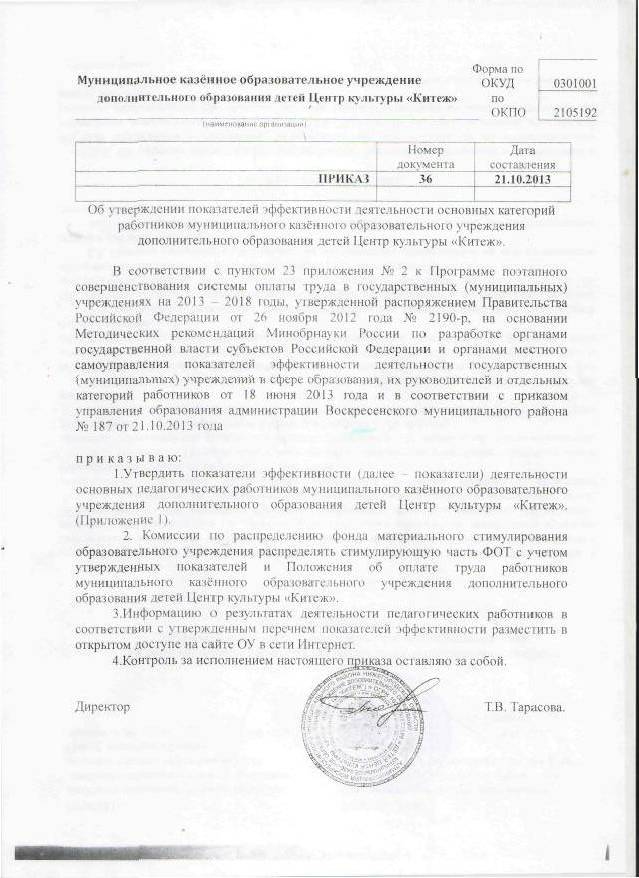 Форма по
Муниципальное казённое образовательное учреждение ОКУД 0301001
дополнительного образования детей Центр культуры «Китеж» по
ОКПО 2105192
(наименование организации)
Номер документа Дата составления
ПРИКАЗ 36 21.10.2013
Об утверждении показателей эффективности деятельности основных категорий
работников муниципального казённого образовательного учреждения
дополнительного образования детей Центр культуры «Китеж».
В соответствии с пунктом 23 приложения № 2 к Программе поэтапного
совершенствования системы оплаты труда в государственных (муниципальных)
учреждениях на 2013 – 2018 годы, утвержденной распоряжением Правительства
Российской Федерации от 26 ноября 2012 года № 2190-р, на основании
Методических рекомендаций Минобрнауки России по разработке органами
государственной власти субъектов Российской Федерации и органами местного
самоуправления показателей эффективности деятельности государственных
(муниципальных) учреждений в сфере образования, их руководителей и отдельных
категорий работников от 18 июня 2013 года и в соответствии с приказом
управления образования администрации Воскресенского муниципального района
№ 187 от 21.10.2013 года
п р и к а з ы в а ю:
1.Утвердить показатели эффективности (далее – показатели) деятельности
основных педагогических работников муниципального казённого образовательного
учреждения дополнительного образования детей Центр культуры «Китеж».
(Приложение 1).
2. Комиссии по распределению фонда материального стимулирования
образовательного учреждения распределять стимулирующую часть ФОТ с учетом
утвержденных показателей и Положения об оплате труда работников
муниципального казённого образовательного учреждения дополнительного
образования детей Центр культуры «Китеж».
3.Информацию о результатах деятельности педагогических работников в
соответствии с утвержденным перечнем показателей эффективности разместить в
открытом доступе на сайте ОУ в сети Интернет.
4.Контроль за исполнением настоящего приказа оставляю за собой.
Директор Т.В. Тарасова.